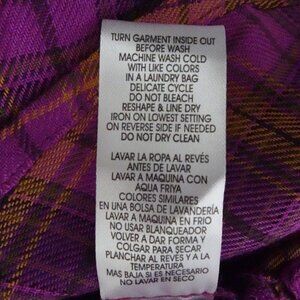 TURN GARMENT INSIDE OUT
BEFORE WASH
MACHINE WASH COLD
WITH LIKE COLORS
IN A LAUNDRY BAG
DELICATE CYCLE
DO NOT BLEACH
RESHAPE & LINE DRY
IRON ON LOWEST SETTING
ON REVERSE SIDE IF NEEDED
DO NOT DRY CLEAN
LAVAR LA ROPA AL REVÉS
ANTES DE LAVAR
LAVAR A MAQUINA CON
AQUA FRIYA
COLORES SIMILARES
EN UNA BOLSA DE LAVANDERÍA
LAVAR A MAQUINA EN FRIO
NO USAR BLANQUEADOR
VOLVER A DAR FORMA Y
COLGAR PARA SECAR
PLANCHAR AL REVES Y A LA
TEMPERATURA
MAS BAJA SI ES NECESARIO
NO LAVAR EN SECO